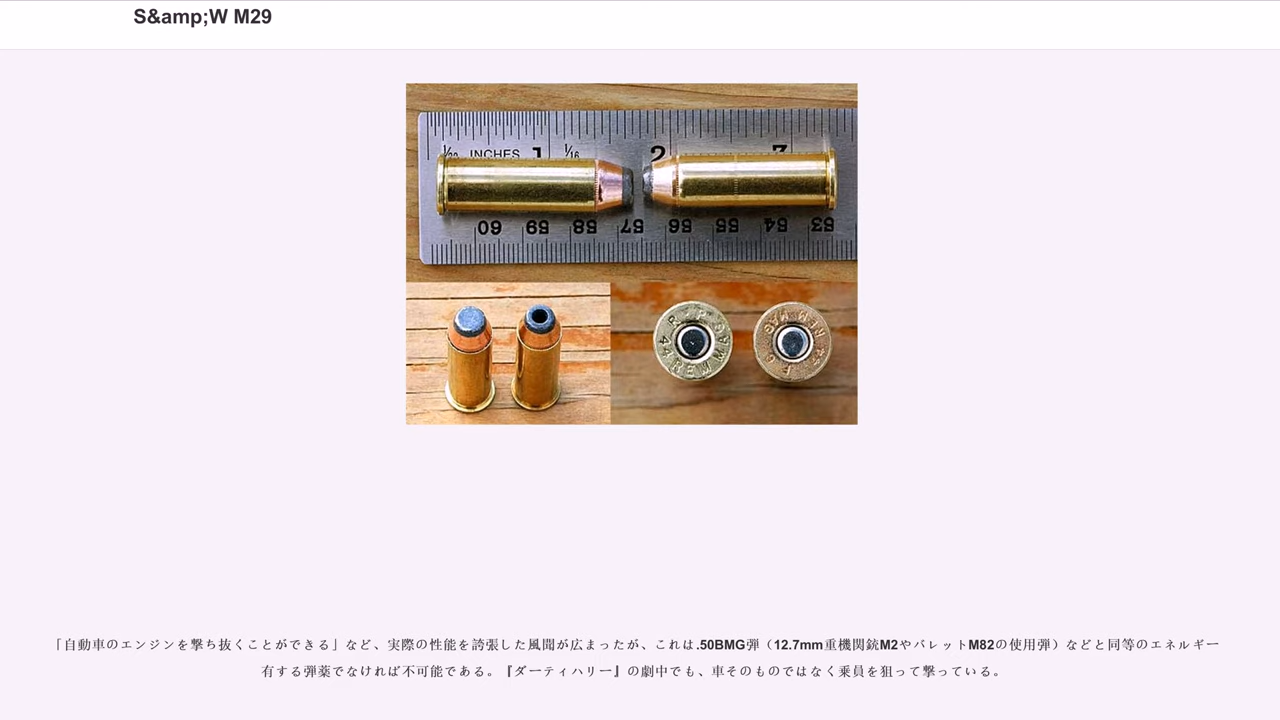 S&amp;W M29
1/32 INCHES 1 1/16 2 3
60 59 58 57 56 55 54 53
R-P 44 REM MAG
44 REM MAG
「自動車のエンジンを撃ち抜くことができる」など、実際の性能を誇張した風聞が広まったが、これは.50BMG弾（12.7mm重機関銃M2やバレットM82の使用弾）などと同等のエネルギー
有する弾薬でなければ不可能である。『ダーティハリー』の劇中でも、車そのものではなく乗員を狙って撃っている。